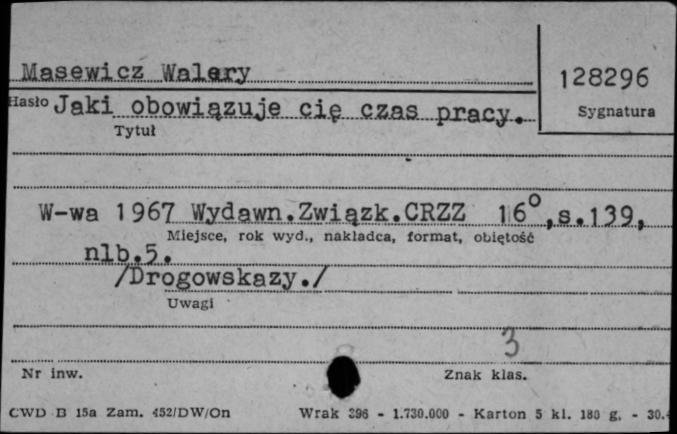 Masewicz Walery
128296
Hasło Jaki obowiązuje cię czas pracy.
Sygnatura
Tytuł
W-wa 1967 Wydawn.Związk.CRZZ 16°,s.139,
Miejsce, rok wyd., nakładca, format, objętość
nlb.5.
/Drogowskazy./
Uwagi
3
Nr inw.
Znak klas.
CWD B 15a Zam. 452/DW/On Wrak 396 - 1.730.000 - Karton 5 kl. 180 g. - 30.